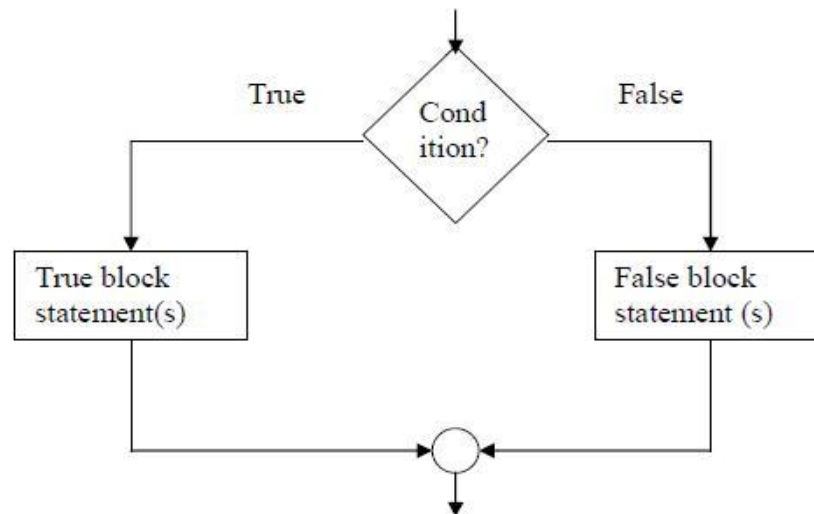 True
False
Cond
ition?
True block
statement(s)
False block
statement (s)